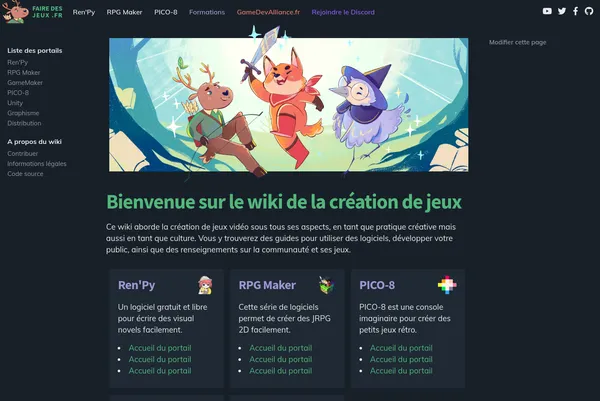 FAIRE DES
JEUX .FR
Ren'Py RPG Maker PICO-8 Formations GameDevAlliance.fr Rejoindre le Discord
Liste des portails
Ren'Py
RPG Maker
GameMaker
PICO-8
Unity
Graphisme
Distribution
A propos du wiki
Contribuer
Informations légales
Code source
Modifier cette page
Bienvenue sur le wiki de la création de jeux
Ce wiki aborde la création de jeux vidéo sous tous ses aspects, en tant que pratique créative mais
aussi en tant que culture. Vous y trouverez des guides pour utiliser des logiciels, développer votre
public, ainsi que des renseignements sur la communauté et ses jeux.
Ren'Py
Un logiciel gratuit et libre
pour écrire des visual
novels facilement.
Accueil du portail
Accueil du portail
Accueil du portail
RPG Maker
Cette série de logiciels
permet de créer des JRPG
2D facilement.
Accueil du portail
Accueil du portail
Accueil du portail
PICO-8
PICO-8 est une console
imaginaire pour créer des
petits jeux rétro.
Accueil du portail
Accueil du portail
Accueil du portail